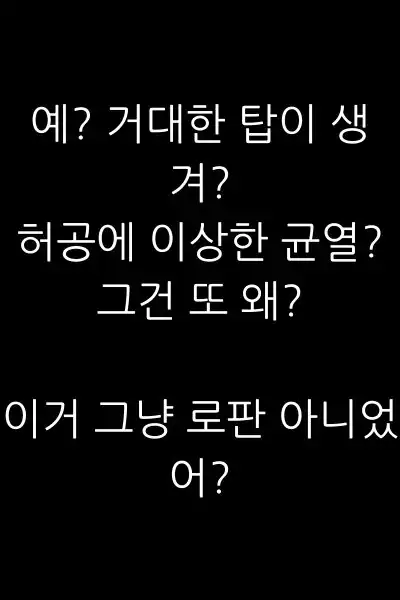 예? 거대한 탑이 생
겨?
허공에 이상한 균열?
그건 또 왜?
이거 그냥 로판 아니었
어?